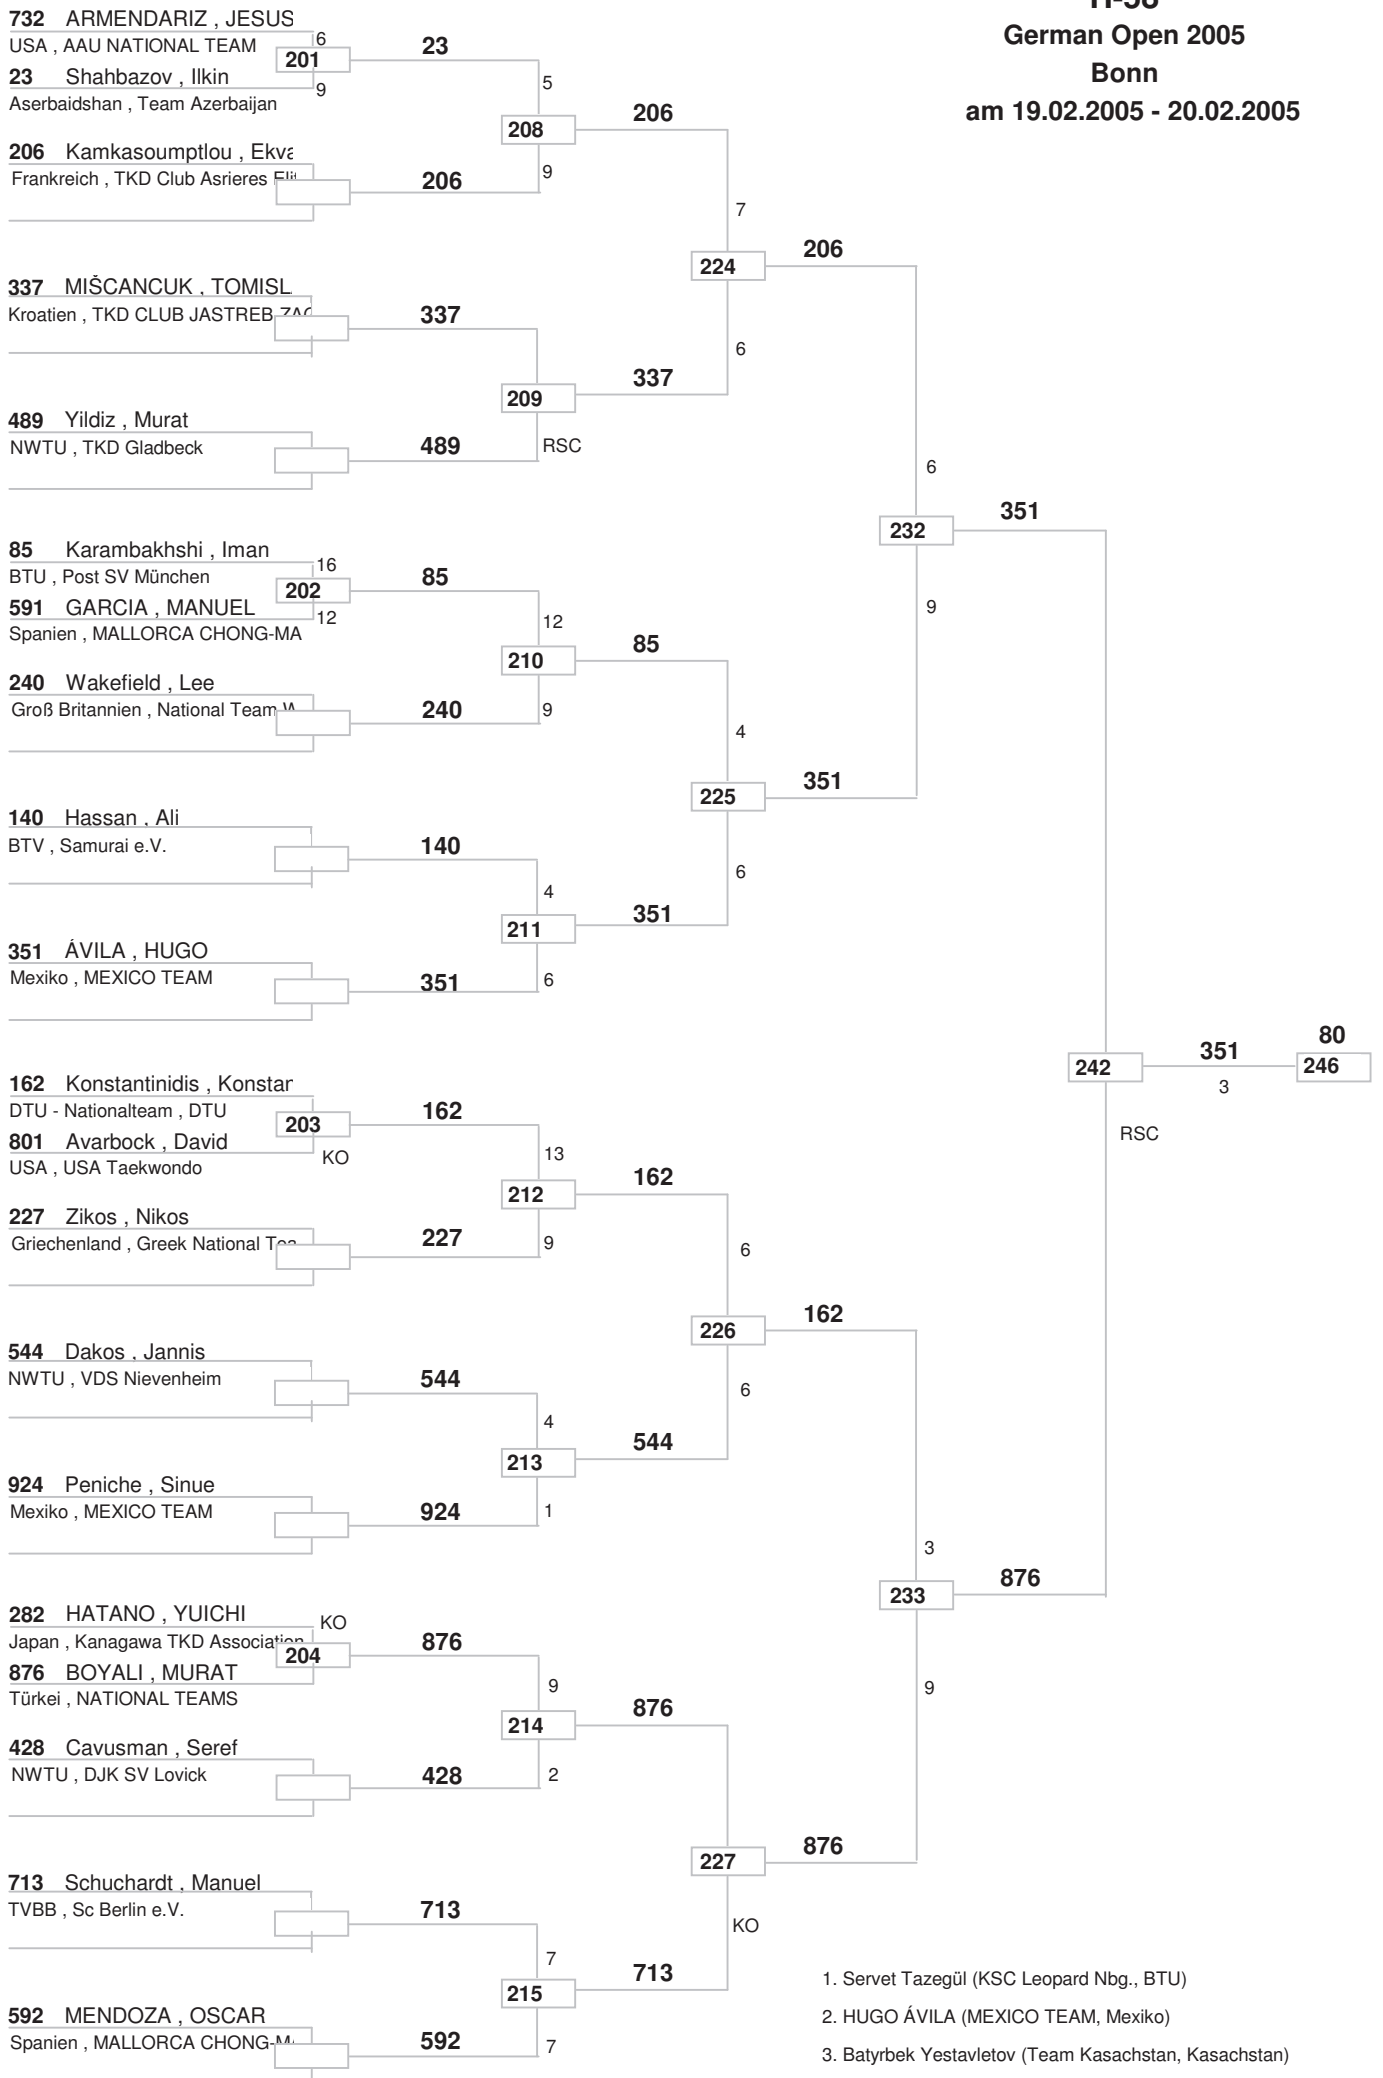 H-58
German Open 2005
Bonn
am 19.02.2005 - 20.02.2005
732 ARMENDARIZ , JESUS
USA , AAU NATIONAL TEAM
6
201
23
23 Shahbazov , Ilkin
9
Aserbaidshan , Team Azerbaijan
5
208
206
206 Kamkasoumptlou , Ekva
Frankreich , TKD Club Asrieres Elit
206
9
7
224
206
337 MIŠCANCUK , TOMISL
Kroatien , TKD CLUB JASTREB ZAG
337
6
209
337
489 Yildiz , Murat
NWTU , TKD Gladbeck
489
RSC
6
232
351
85 Karambakhshi , Iman
BTU , Post SV München
16
202
85
591 GARCIA , MANUEL
12
Spanien , MALLORCA CHONG-MA
12
9
210
85
240 Wakefield , Lee
Groß Britannien , National Team W
240
9
4
225
351
140 Hassan , Ali
BTV , Samurai e.V.
140
6
4
211
351
351 ÁVILA , HUGO
Mexiko , MEXICO TEAM
351
6
242
351
3
80
246
RSC
162 Konstantinidis , Konstan
DTU - Nationalteam , DTU
203
162
801 Avarbock , David
KO
USA , USA Taekwondo
13
212
162
227 Zikos , Nikos
Griechenland , Greek National Tea
227
9
6
226
162
544 Dakos , Jannis
NWTU , VDS Nievenheim
544
6
4
213
544
924 Peniche , Sinue
Mexiko , MEXICO TEAM
924
1
3
233
876
282 HATANO , YUICHI
KO
Japan , Kanagawa TKD Association
204
876
876 BOYALI , MURAT
Türkei , NATIONAL TEAMS
9
9
214
876
428 Cavusman , Seref
NWTU , DJK SV Lovick
428
2
227
876
713 Schuchardt , Manuel
TVBB , Sc Berlin e.V.
713
KO
7
215
713
592 MENDOZA , OSCAR
Spanien , MALLORCA CHONG-M
592
7
1. Servet Tazegül (KSC Leopard Nbg., BTU)
2. HUGO ÁVILA (MEXICO TEAM, Mexiko)
3. Batyrbek Yestavletov (Team Kasachstan, Kasachstan)